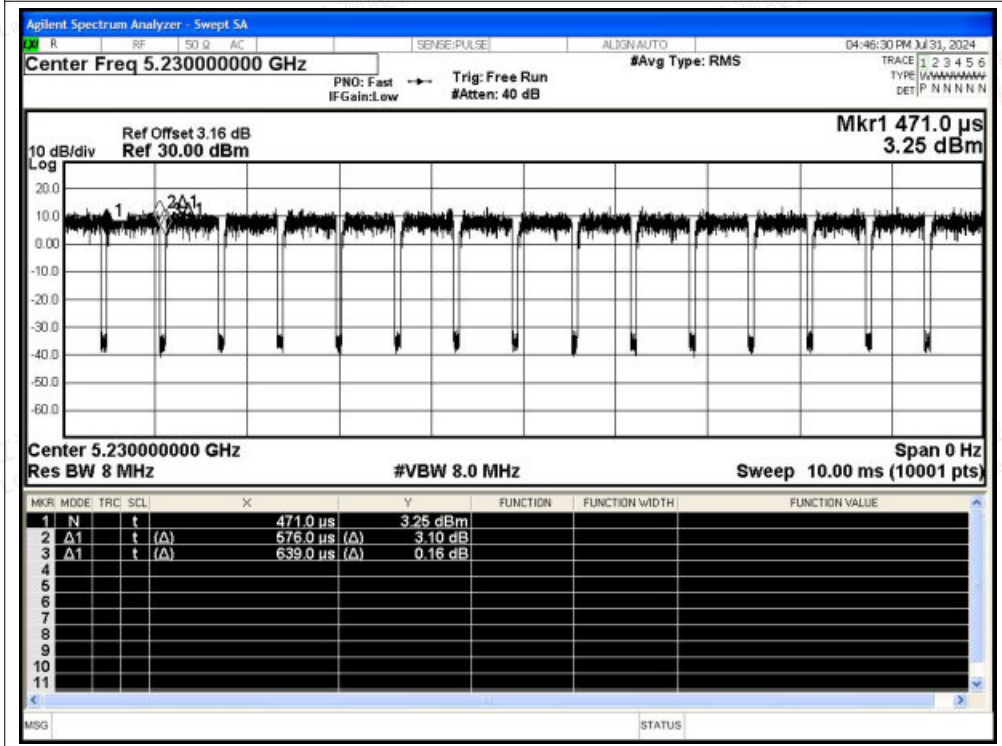 Agilent Spectrum Analyzer - Swept SA
R RF 50 Ω AC SENSE:PULSE ALIGN AUTO 04:46:30 PM Jul 31, 2024
Center Freq 5.230000000 GHz #Avg Type: RMS TRACE 1 2 3 4 5 6
PNO: Fast Trig: Free Run TYPE
IFGain:Low #Atten: 40 dB DET P N N N N N
Mkr1 471.0 µs
Ref Offset 3.16 dB
10 dB/div Ref 30.00 dBm 3.25 dBm
Log
20.0
1 2Δ1
10.0
0.00
-10.0
-20.0
-30.0
-40.0
-50.0
-60.0
Center 5.230000000 GHz Span 0 Hz
Res BW 8 MHz #VBW 8.0 MHz Sweep 10.00 ms (10001 pts)
MKR MODE TRC SCL X Y FUNCTION FUNCTION WIDTH FUNCTION VALUE
1 N t 471.0 µs 3.25 dBm
2 Δ1 t (Δ) 576.0 µs (Δ) 3.10 dB
3 Δ1 t (Δ) 639.0 µs (Δ) 0.16 dB
4
5
6
7
8
9
10
11
MSG STATUS